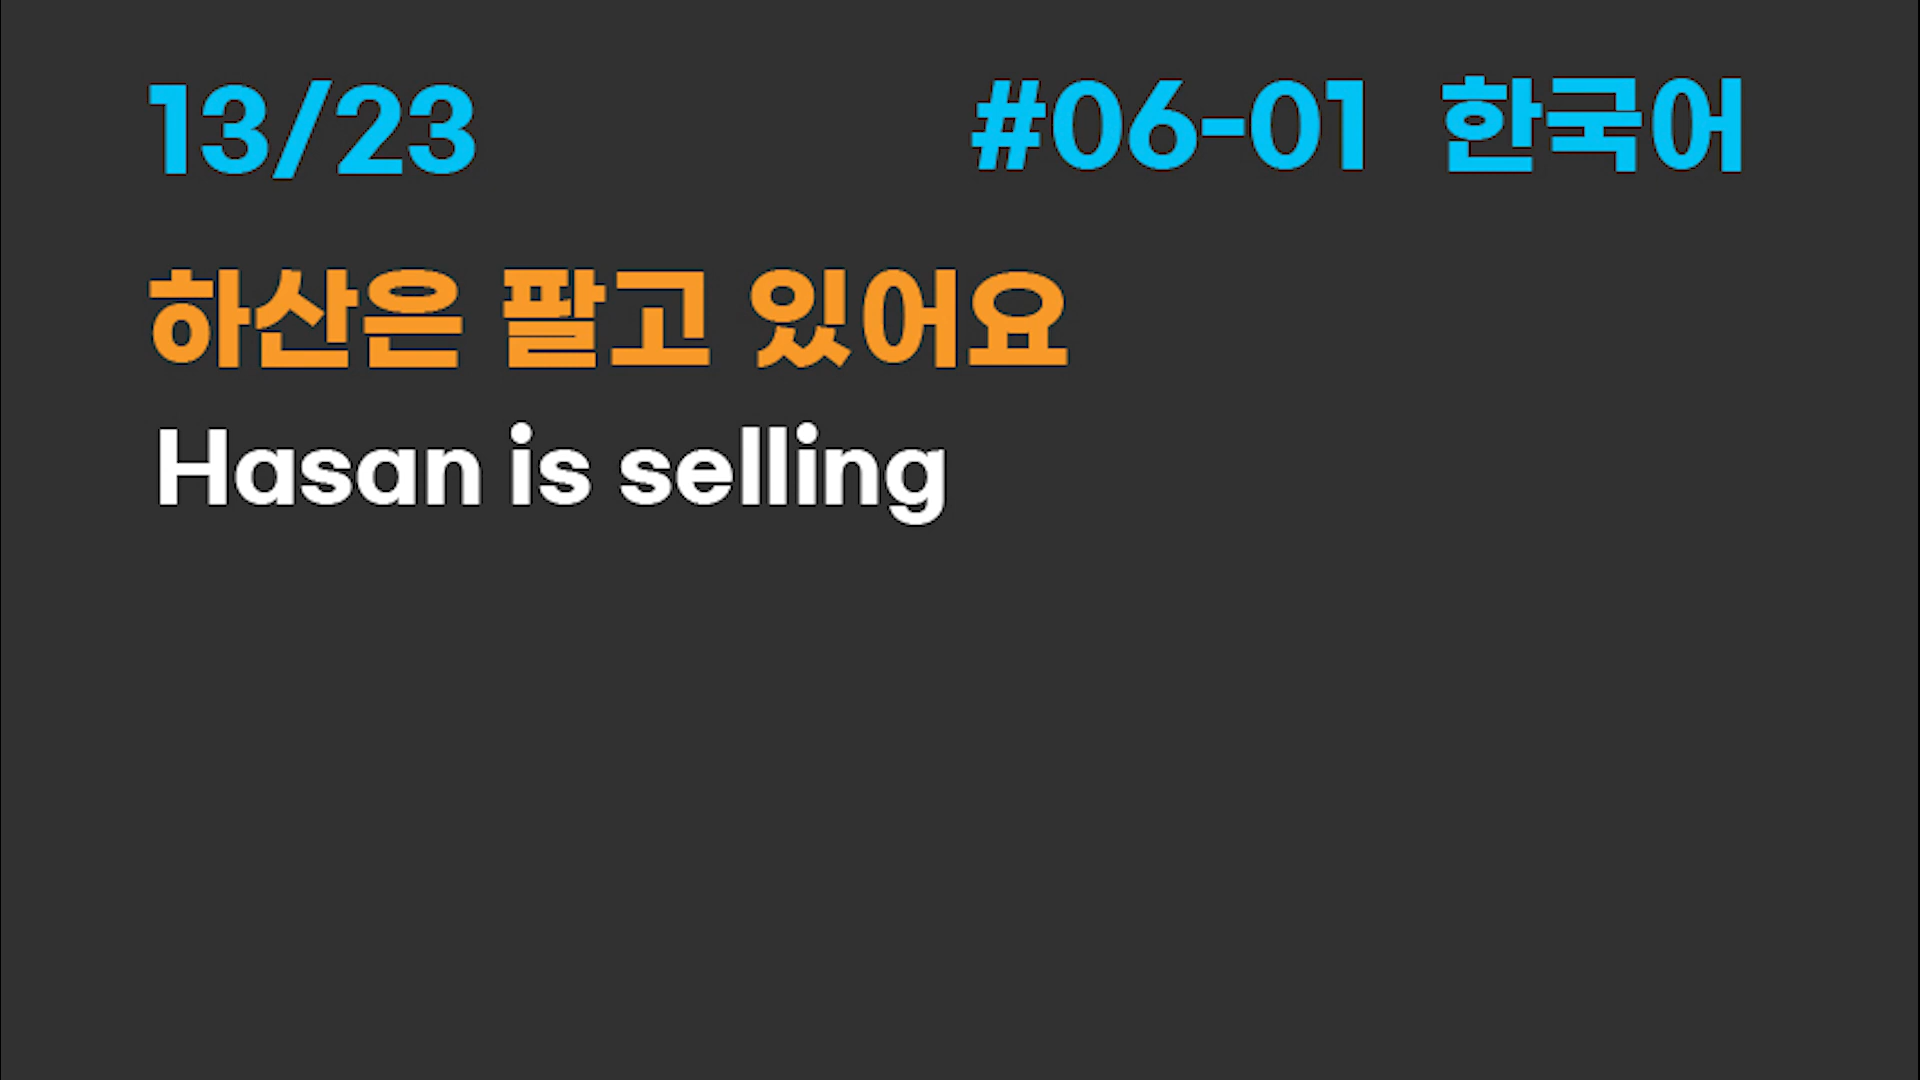 13/23 #06-01 한국어
하산은 팔고 있어요
Hasan is selling